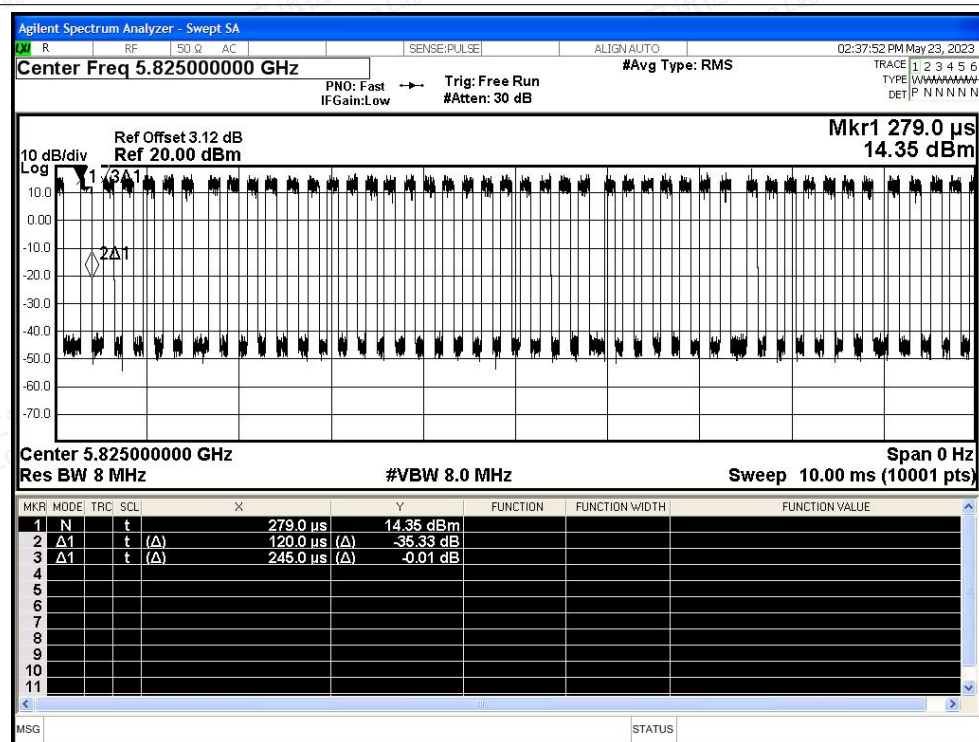 Agilent Spectrum Analyzer - Swept SA
LXI R RF 50 Ω AC SENSE:PULSE ALIGN AUTO 02:37:52 PM May 23, 2023
Center Freq 5.825000000 GHz #Avg Type: RMS TRACE 1 2 3 4 5 6
PNO: Fast Trig: Free Run TYPE WWWWWW
IFGain:Low #Atten: 30 dB DET P N N N N N
Ref Offset 3.12 dB Mkr1 279.0 µs
10 dB/div Ref 20.00 dBm 14.35 dBm
Log
1 3Δ1
10.0
0.00
-10.0
2Δ1
-20.0
-30.0
-40.0
-50.0
-60.0
-70.0
Center 5.825000000 GHz Span 0 Hz
Res BW 8 MHz #VBW 8.0 MHz Sweep 10.00 ms (10001 pts)
MKR MODE TRC SCL X Y FUNCTION FUNCTION WIDTH FUNCTION VALUE
1 N t 279.0 µs 14.35 dBm
2 Δ1 t (Δ) 120.0 µs (Δ) -35.33 dB
3 Δ1 t (Δ) 245.0 µs (Δ) -0.01 dB
4
5
6
7
8
9
10
11
MSG STATUS